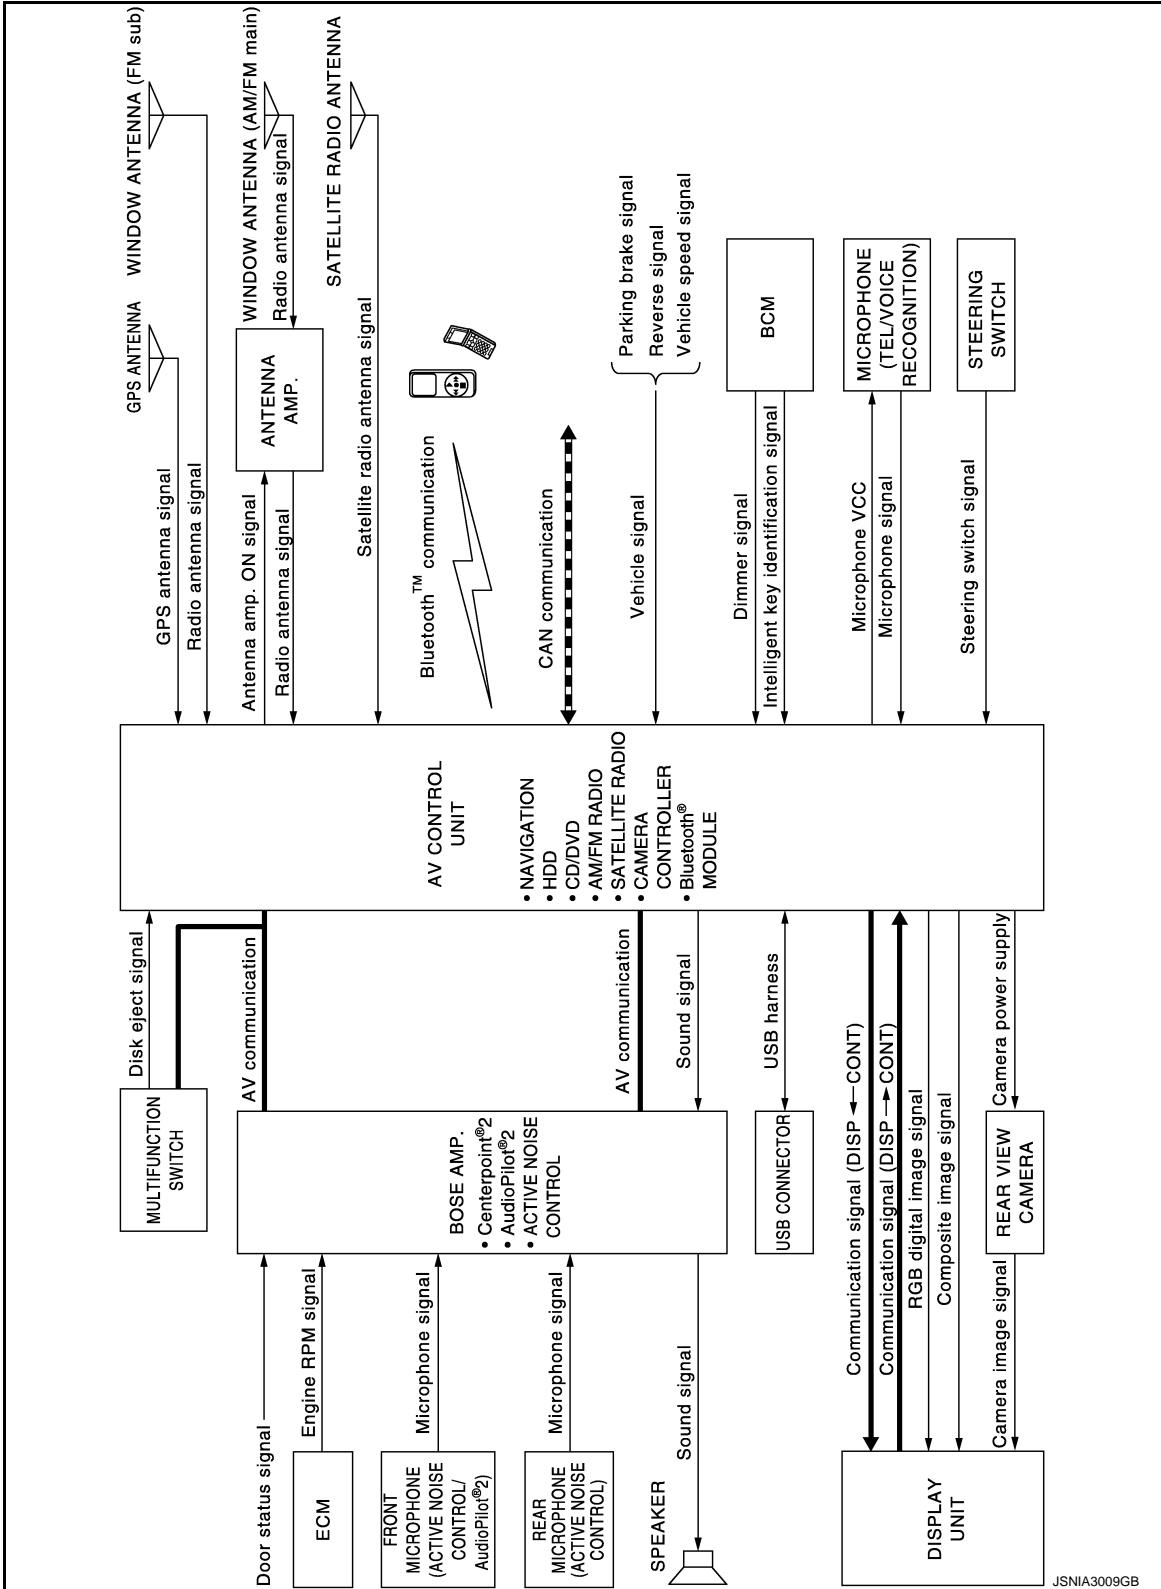 GPS ANTENNA
WINDOW ANTENNA (FM sub)
WINDOW ANTENNA (AM/FM main)
Radio antenna signal
SATELLITE RADIO ANTENNA
ANTENNA
AMP.
GPS antenna signal
Radio antenna signal
Antenna amp. ON signal
Radio antenna signal
Satellite radio antenna signal
Bluetooth™ communication
CAN communication
Parking brake signal
Reverse signal
Vehicle speed signal
Vehicle signal
BCM
Dimmer signal
Intelligent key identification signal
MICROPHONE
(TEL/VOICE
RECOGNITION)
Microphone VCC
Microphone signal
STEERING
SWITCH
Steering switch signal
AV CONTROL
UNIT
• NAVIGATION
• HDD
• CD/DVD
• AM/FM RADIO
• SATELLITE RADIO
• CAMERA
CONTROLLER
• Bluetooth®
MODULE
Disk eject signal
AV communication
AV communication
Sound signal
USB harness
Communication signal (DISP ← CONT)
Communication signal (DISP → CONT)
RGB digital image signal
Composite image signal
Camera power supply
MULTIFUNCTION
SWITCH
BOSE AMP.
• Centerpoint®2
• AudioPilot®2
• ACTIVE NOISE
CONTROL
USB CONNECTOR
REAR VIEW
CAMERA
Door status signal
Engine RPM signal
Microphone signal
Microphone signal
Sound signal
Camera image signal
ECM
FRONT
MICROPHONE
(ACTIVE NOISE
CONTROL/
AudioPilot®2)
REAR
MICROPHONE
(ACTIVE NOISE
CONTROL)
SPEAKER
DISPLAY
UNIT
JSNIA3009GB